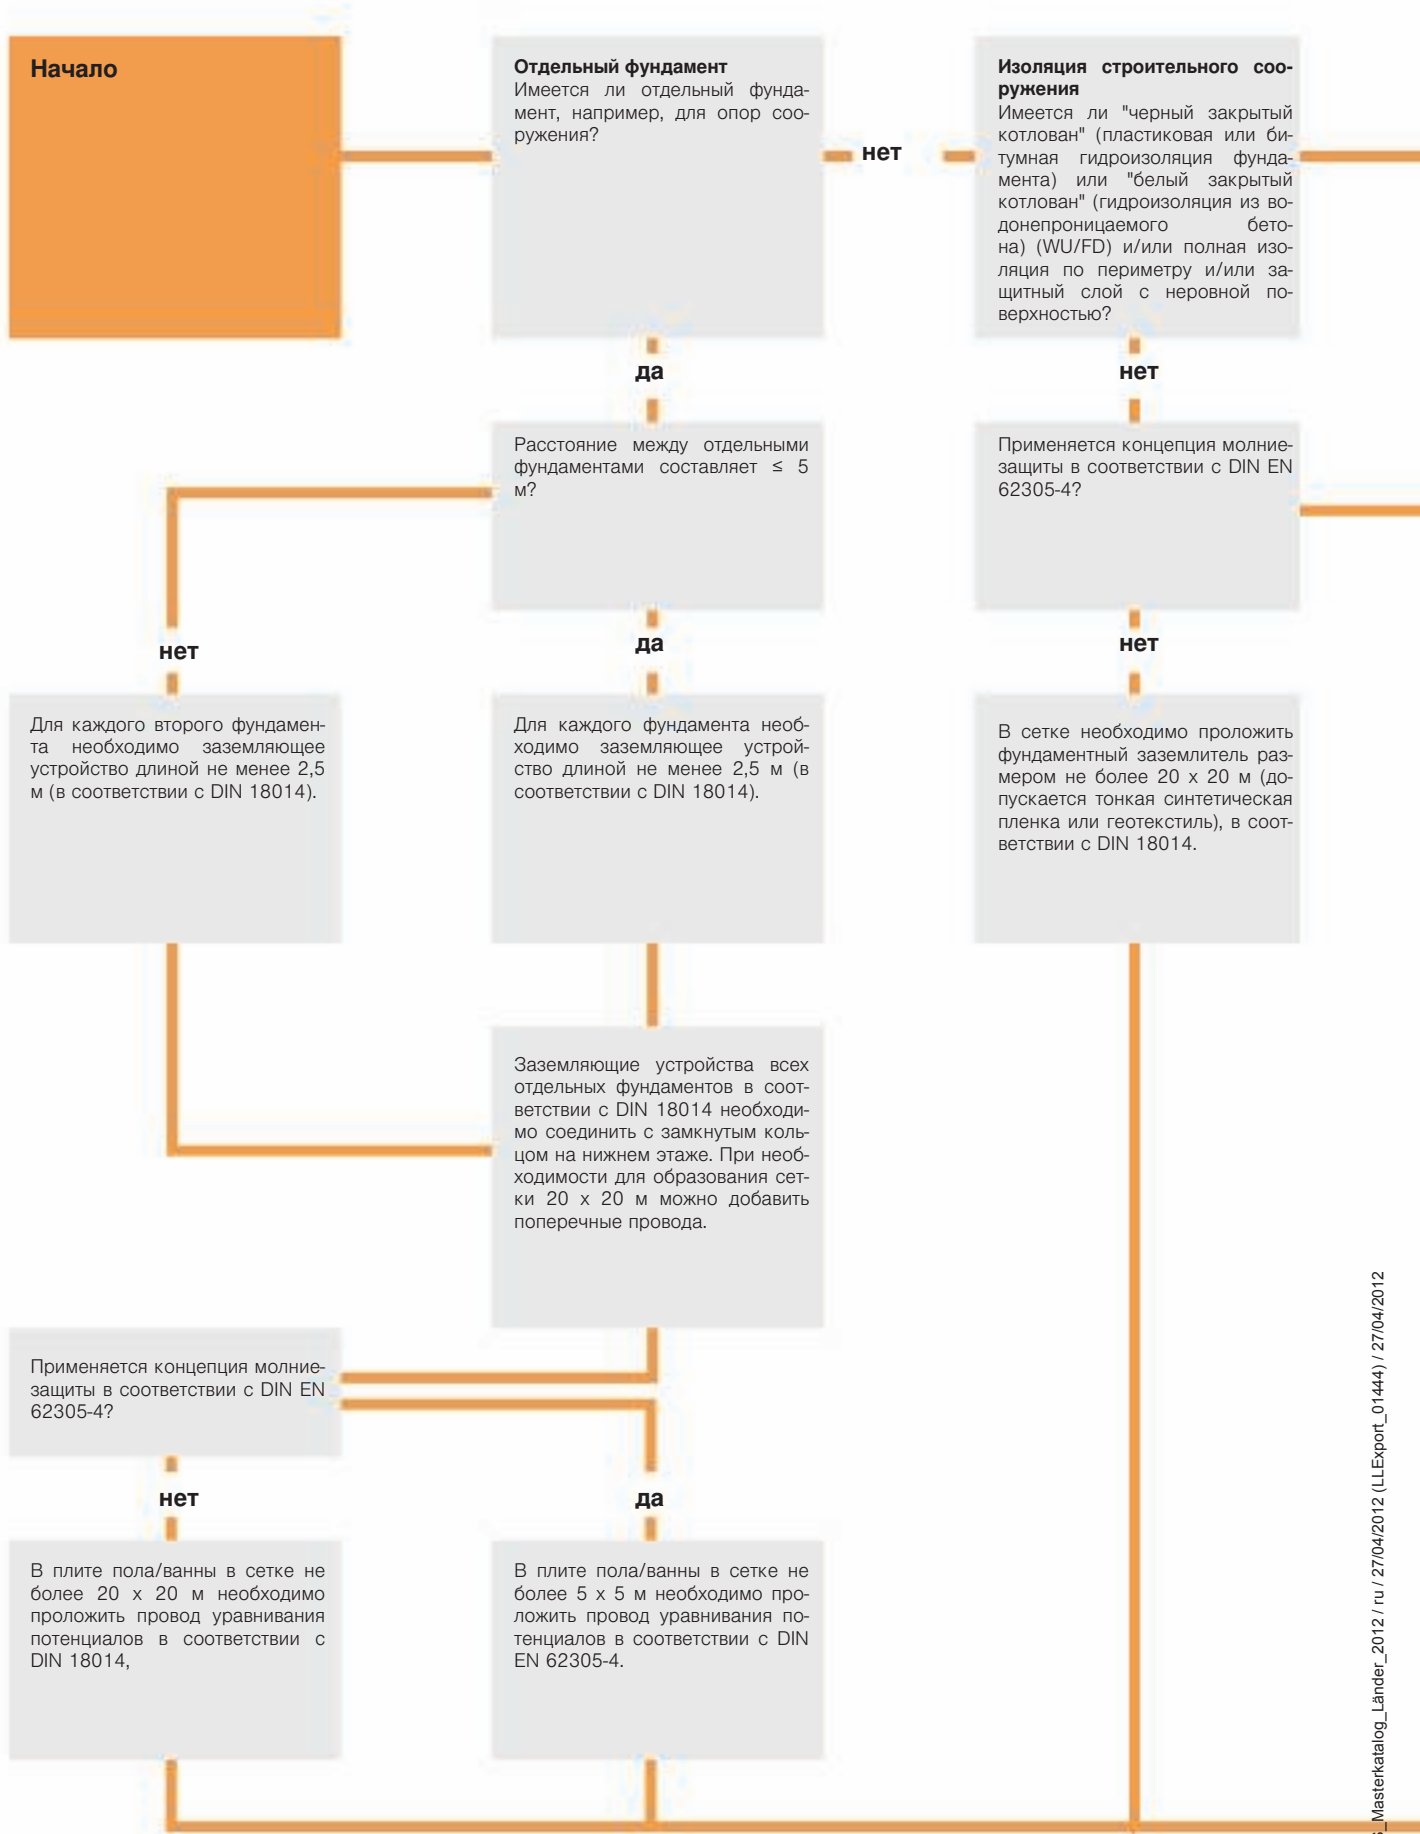 Начало
Отдельный фундамент
Имеется ли отдельный фунда-
мент, например, для опор соо-
ружения?
нет
Изоляция строительного соо-
ружения
Имеется ли "черный закрытый
котлован" (пластиковая или би-
тумная гидроизоляция фунда-
мента) или "белый закрытый
котлован" (гидроизоляция из во-
донепроницаемого бето-
на) (WU/FD) и/или полная изо-
ляция по периметру и/или за-
щитный слой с неровной по-
верхностью?
да
нет
Расстояние между отдельными
фундаментами составляет ≤ 5
м?
Применяется концепция молние-
защиты в соответствии с DIN EN
62305-4?
нет
да
нет
Для каждого второго фундамен-
та необходимо заземляющее
устройство длиной не менее 2,5
м (в соответствии с DIN 18014).
Для каждого фундамента необ-
ходимо заземляющее устрой-
ство длиной не менее 2,5 м (в
соответствии с DIN 18014).
В сетке необходимо проложить
фундаментный заземлитель раз-
мером не более 20 x 20 м (до-
пускается тонкая синтетическая
пленка или геотекстиль), в соот-
ветствии с DIN 18014.
Заземляющие устройства всех
отдельных фундаментов в соот-
ветствии с DIN 18014 необходи-
мо соединить с замкнутым коль-
цом на нижнем этаже. При необ-
ходимости для образования сет-
ки 20 x 20 м можно добавить
поперечные провода.
Применяется концепция молние-
защиты в соответствии с DIN EN
62305-4?
нет
да
В плите пола/ванны в сетке не
более 20 x 20 м необходимо
проложить провод уравнивания
потенциалов в соответствии с
DIN 18014,
В плите пола/ванны в сетке не
более 5 x 5 м необходимо про-
ложить провод уравнивания по-
тенциалов в соответствии с DIN
EN 62305-4.
_Masterkatalog_Länder_2012 / ru / 27/04/2012 (LLExport_01444) / 27/04/2012